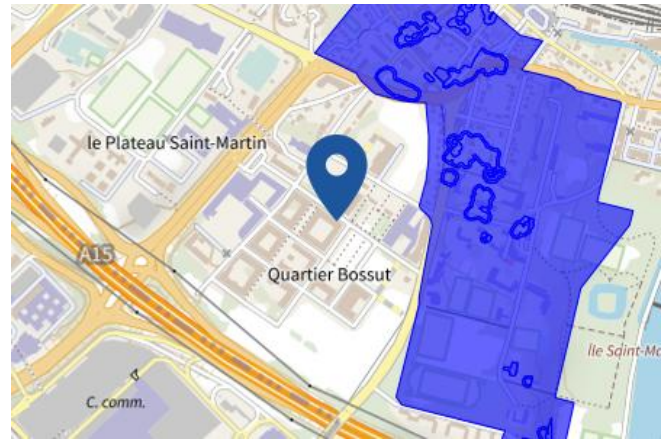 le Plateau Saint-Martin
A15
Quartier Bossut
île Saint-Ma
C. comm.